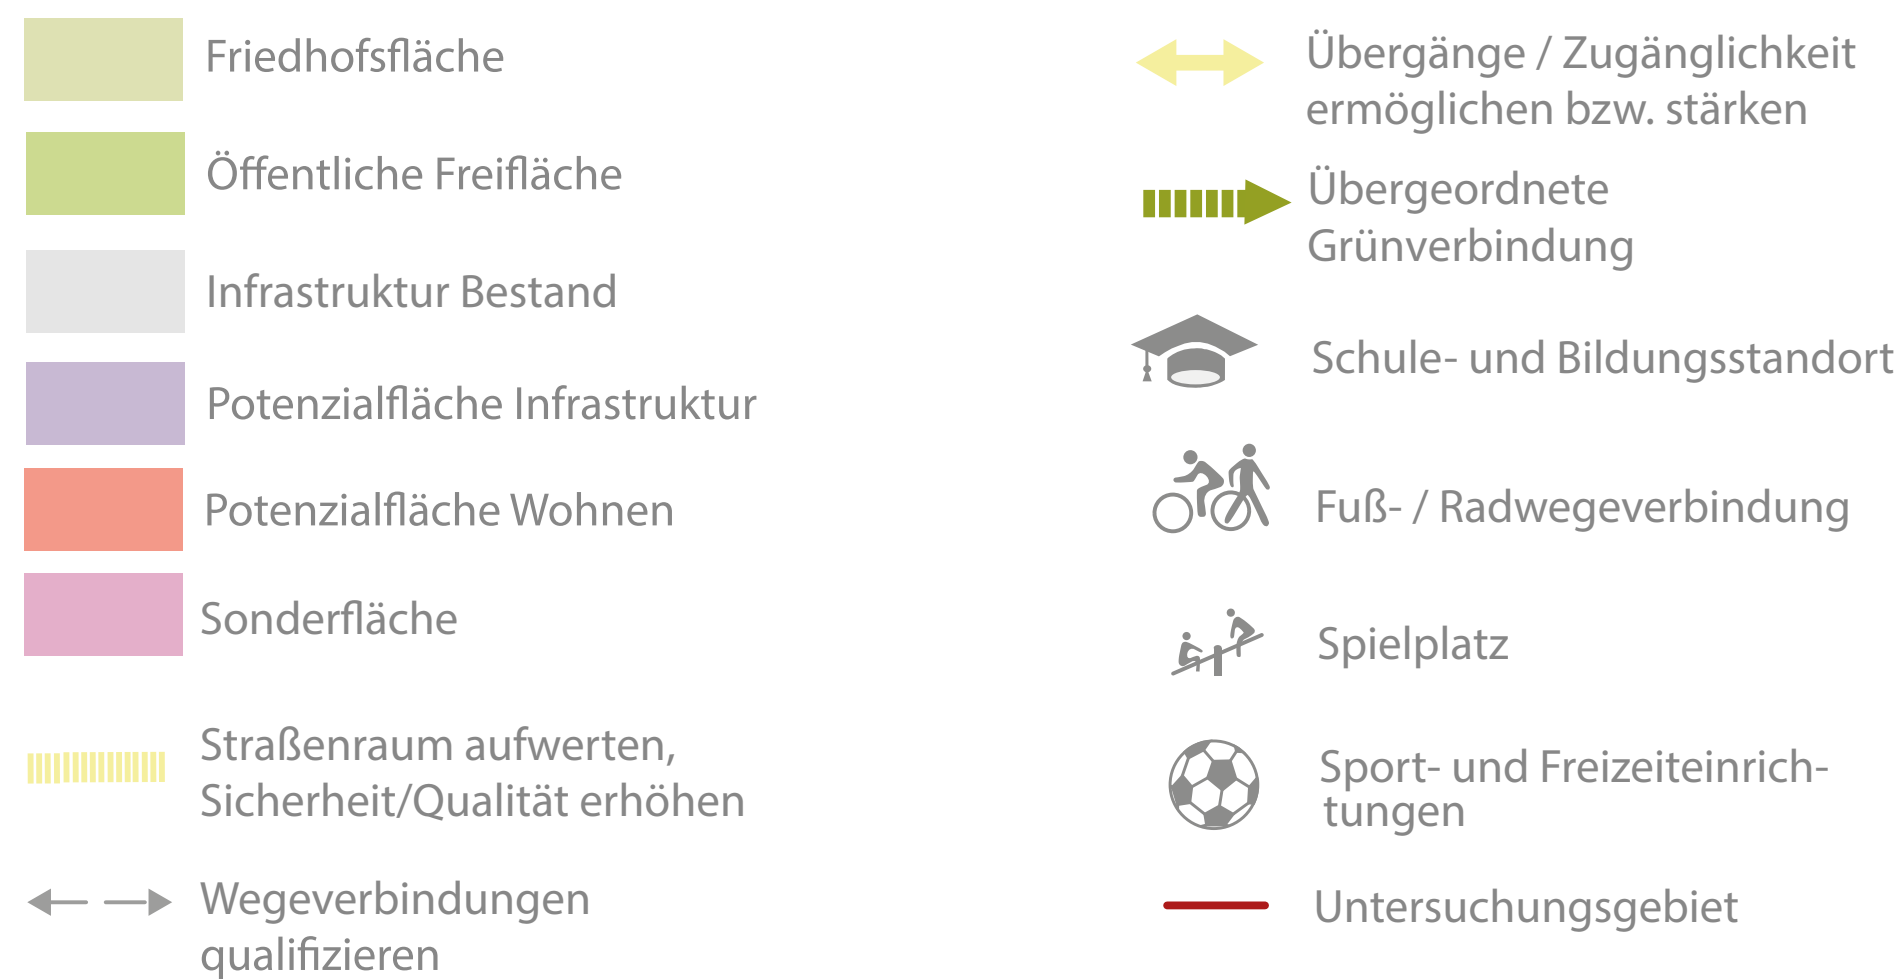 Friedhofsfläche
Öffentliche Freifläche
Infrastruktur Bestand
Potenzialfläche Infrastruktur
Potenzialfläche Wohnen
Sonderfläche
Straßenraum aufwerten,
Sicherheit/Qualität erhöhen
Wegeverbindungen
qualifizieren
Übergänge / Zugänglichkeit
ermöglichen bzw. stärken
Übergeordnete
Grünverbindung
Schule- und Bildungsstandort
Fuß- / Radwegeverbindung
Spielplatz
Sport- und Freizeiteinrich-
tungen
Untersuchungsgebiet